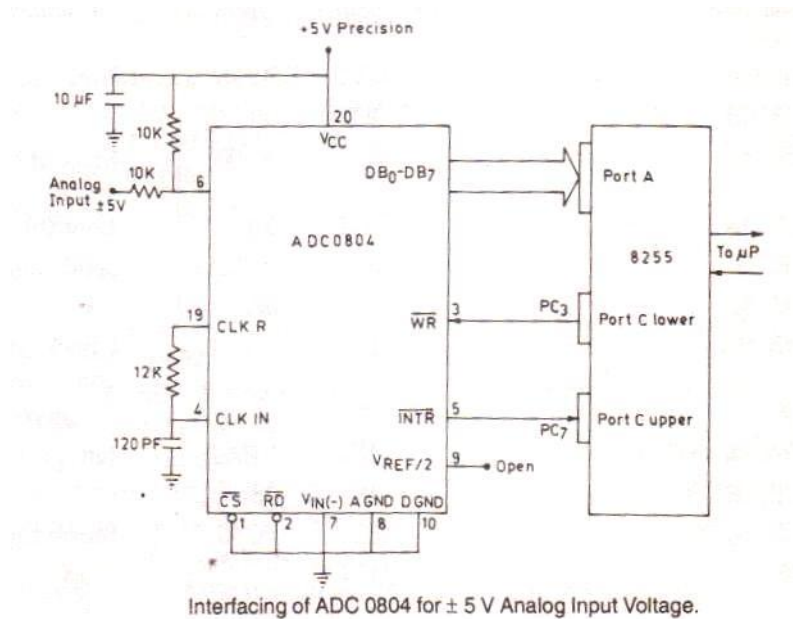 +5 V Precision
10 µF
10K
20
VCC
10K
6
Analog
Input ±5V
DB0-DB7
Port A
ADC0804
8255
To µP
19
CLK R
3
WR
PC3
Port C lower
12K
4
CLK IN
5
INTR
PC7
Port C upper
120 PF
VREF/2
9
Open
CS
RD
VIN(-)
A GND
D GND
1
2
7
8
10
Interfacing of ADC 0804 for ± 5 V Analog Input Voltage.